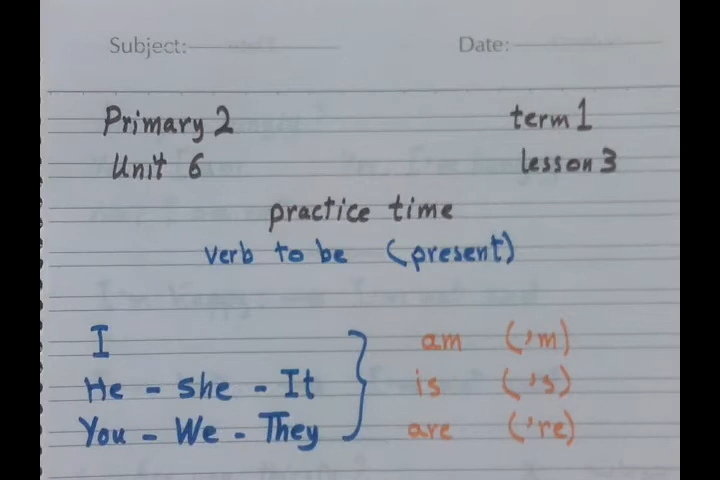 Subject: Date:
Primary 2 term 1
Unit 6 lesson 3
practice time
verb to be (present)
I am ('m)
He - she - It is ('s)
You - We - They are ('re)